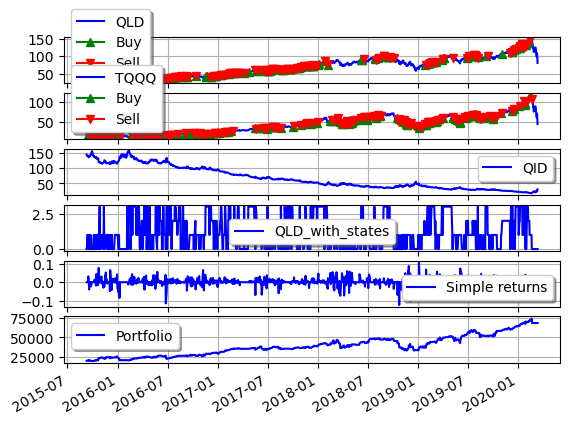 QLD
Buy
Sell
150
100
50
TQQQ
Buy
Sell
100
50
150
100
50
QID
2.5
0.0
QLD_with_states
0.1
0.0
−0.1
Simple returns
75000
50000
25000
Portfolio
2015-07
2016-01
2016-07
2017-01
2017-07
2018-01
2018-07
2019-01
2019-07
2020-01